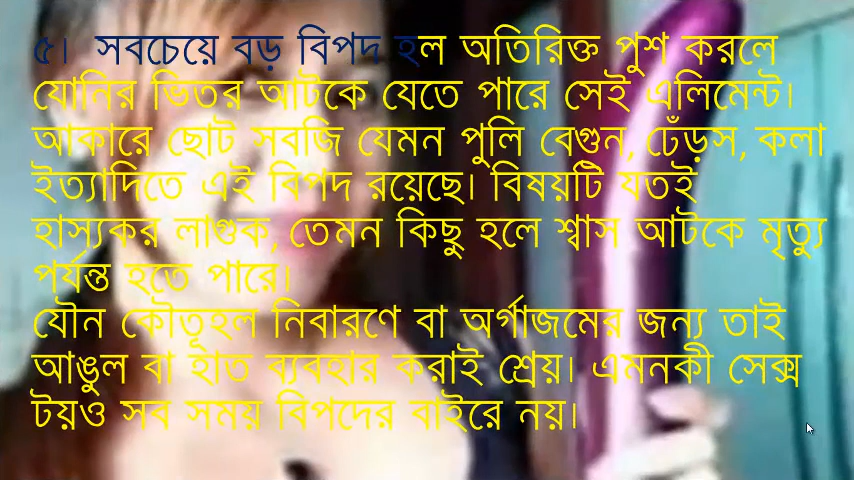 ৫। সবচেয়ে বড় বিপদ হল অতিরিক্ত পুশ করলে
যোনির ভিতর আটকে যেতে পারে সেই এলিমেন্ট।
আকারে ছোট সবজি যেমন পুলি বেগুন, ঢেঁড়স, কলা
ইত্যাদিতে এই বিপদ রয়েছে। বিষয়টি যতই
হাস্যকর লাগুক, তেমন কিছু হলে শ্বাস আটকে মৃত্যু
পর্যন্ত হতে পারে।
যৌন কৌতূহল নিবারণে বা অর্গাজমের জন্য তাই
আঙুল বা হাত ব্যবহার করাই শ্রেয়। এমনকী সেক্স
টয়ও সব সময় বিপদের বাইরে নয়।